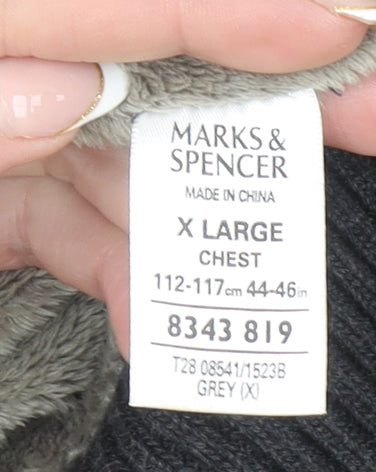 MARKS &
SPENCER
MADE IN CHINA
X LARGE
CHEST
112-117cm 44-46in
8343 819
T28 08541/1523B
GREY (X)